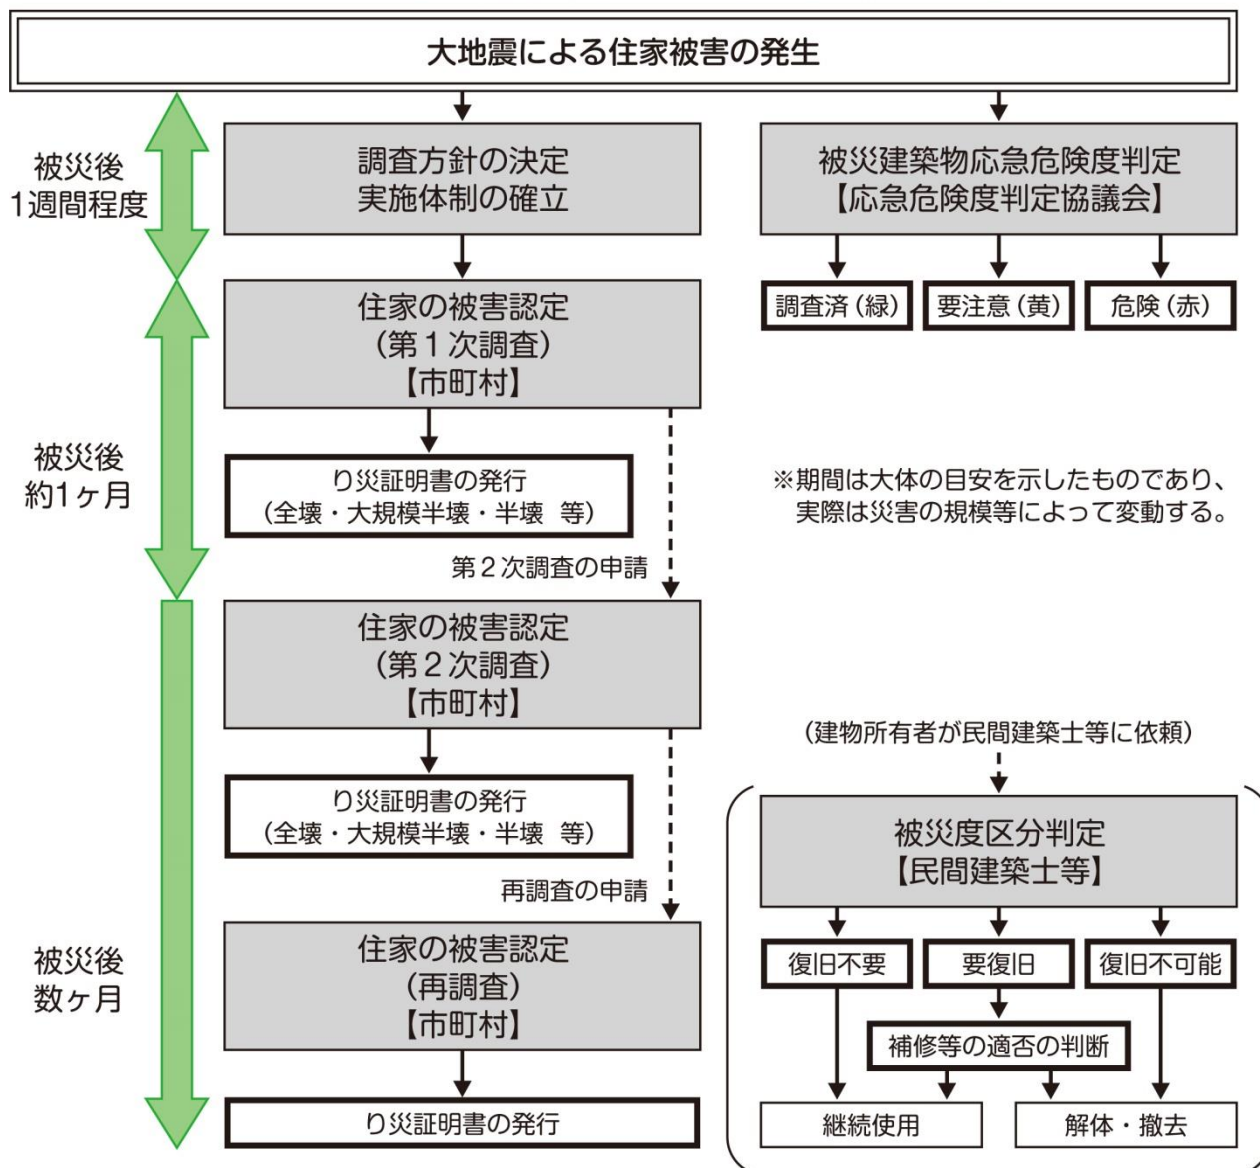 大地震による住家被害の発生
被災後
1週間程度
調査方針の決定
実施体制の確立
被災建築物応急危険度判定
【応急危険度判定協議会】
調査済(緑)
要注意(黄)
危険(赤)
被災後
約1ヶ月
住家の被害認定
(第1次調査)
【市町村】
り災証明書の発行
(全壊・大規模半壊・半壊 等)
※期間は大体の目安を示したものであり、
実際は災害の規模等によって変動する。
第2次調査の申請
被災後
数ヶ月
住家の被害認定
(第2次調査)
【市町村】
り災証明書の発行
(全壊・大規模半壊・半壊 等)
再調査の申請
住家の被害認定
(再調査)
【市町村】
り災証明書の発行
(建物所有者が民間建築士等に依頼)
被災度区分判定
【民間建築士等】
復旧不要
要復旧
復旧不可能
補修等の適否の判断
継続使用
解体・撤去